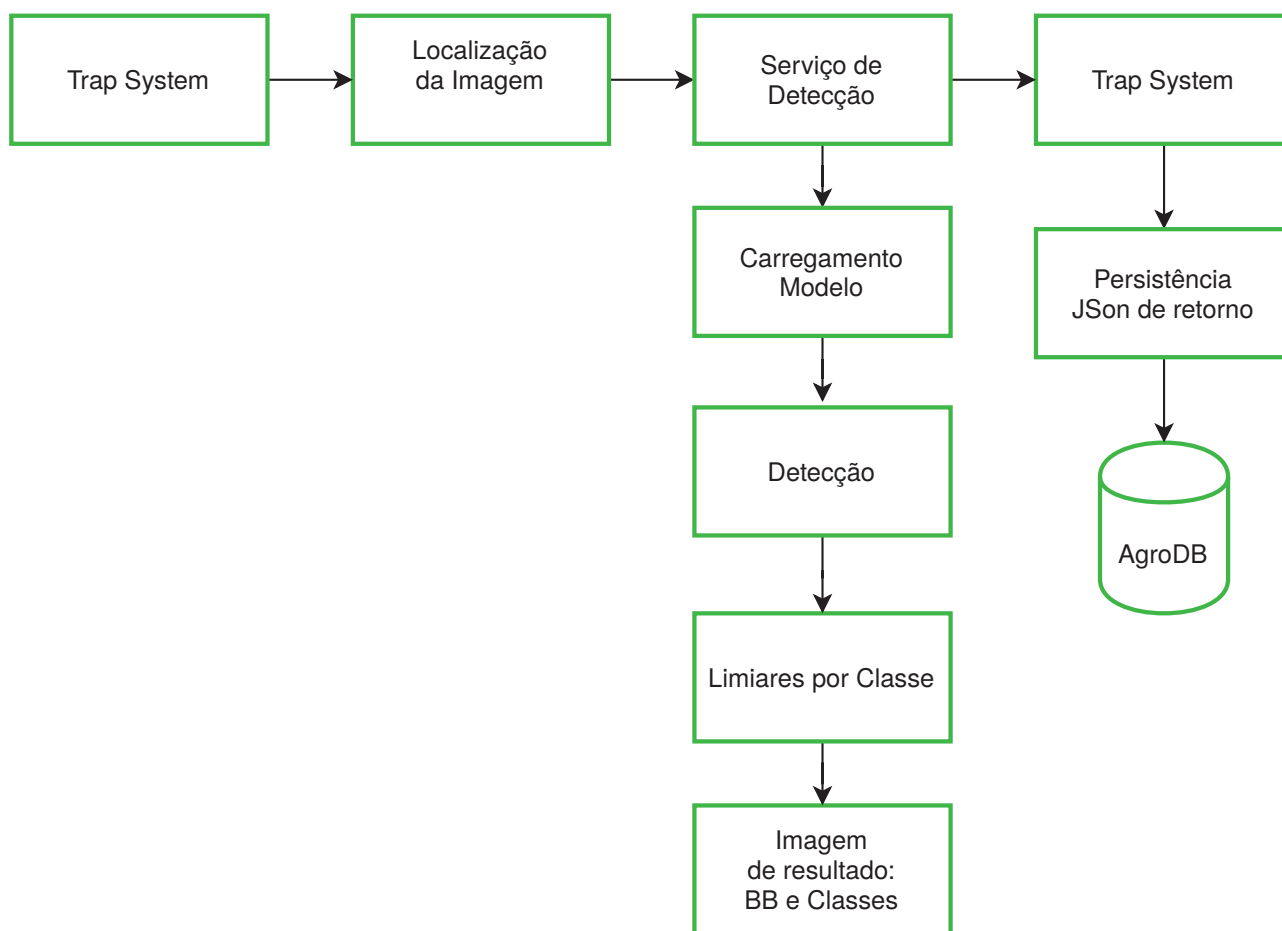 Trap System
Localização
da Imagem
Serviço de
Detecção
Trap System
Carregamento
Modelo
Persistência
JSon de retorno
Detecção
AgroDB
Limiares por Classe
Imagem
de resultado:
BB e Classes